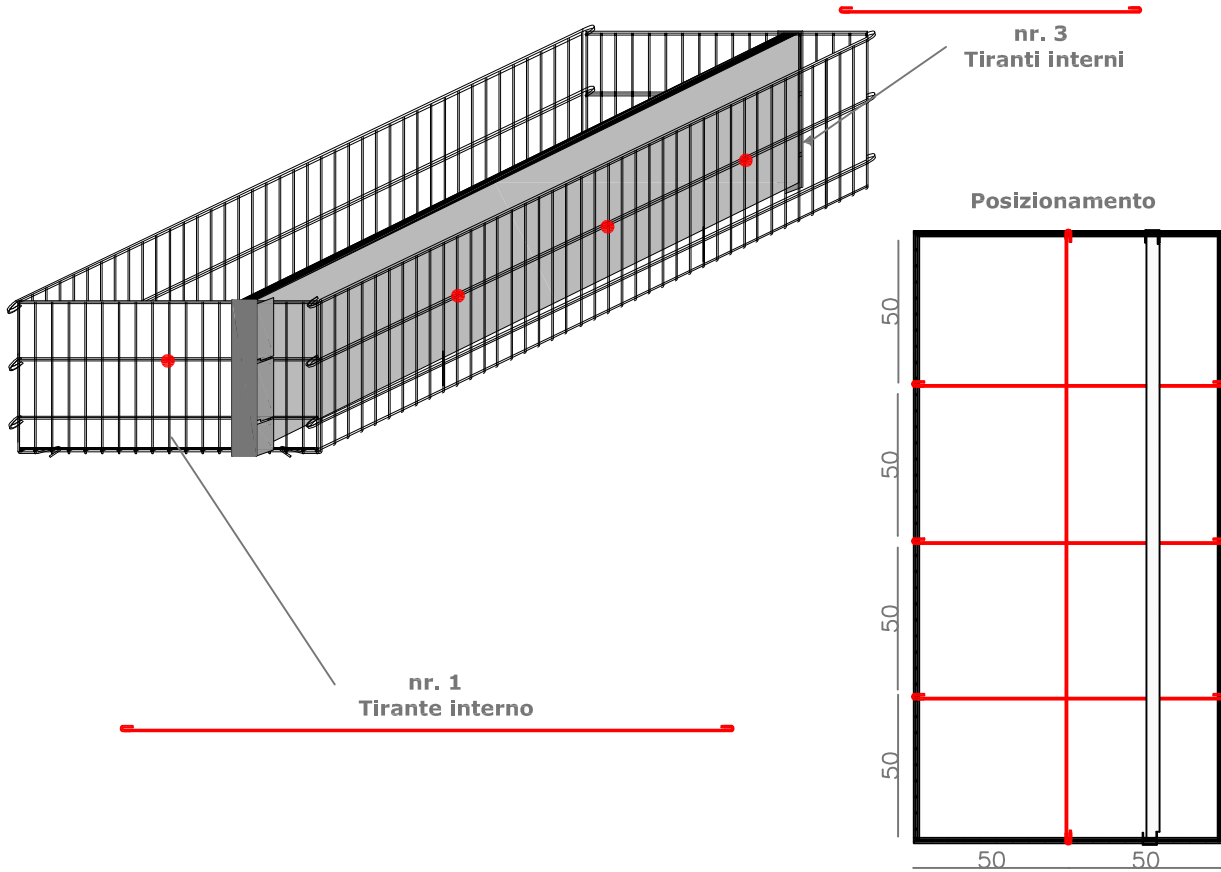 nr. 3
Tiranti interni
Posizionamento
50
50
50
50
50 50
nr. 1
Tirante interno